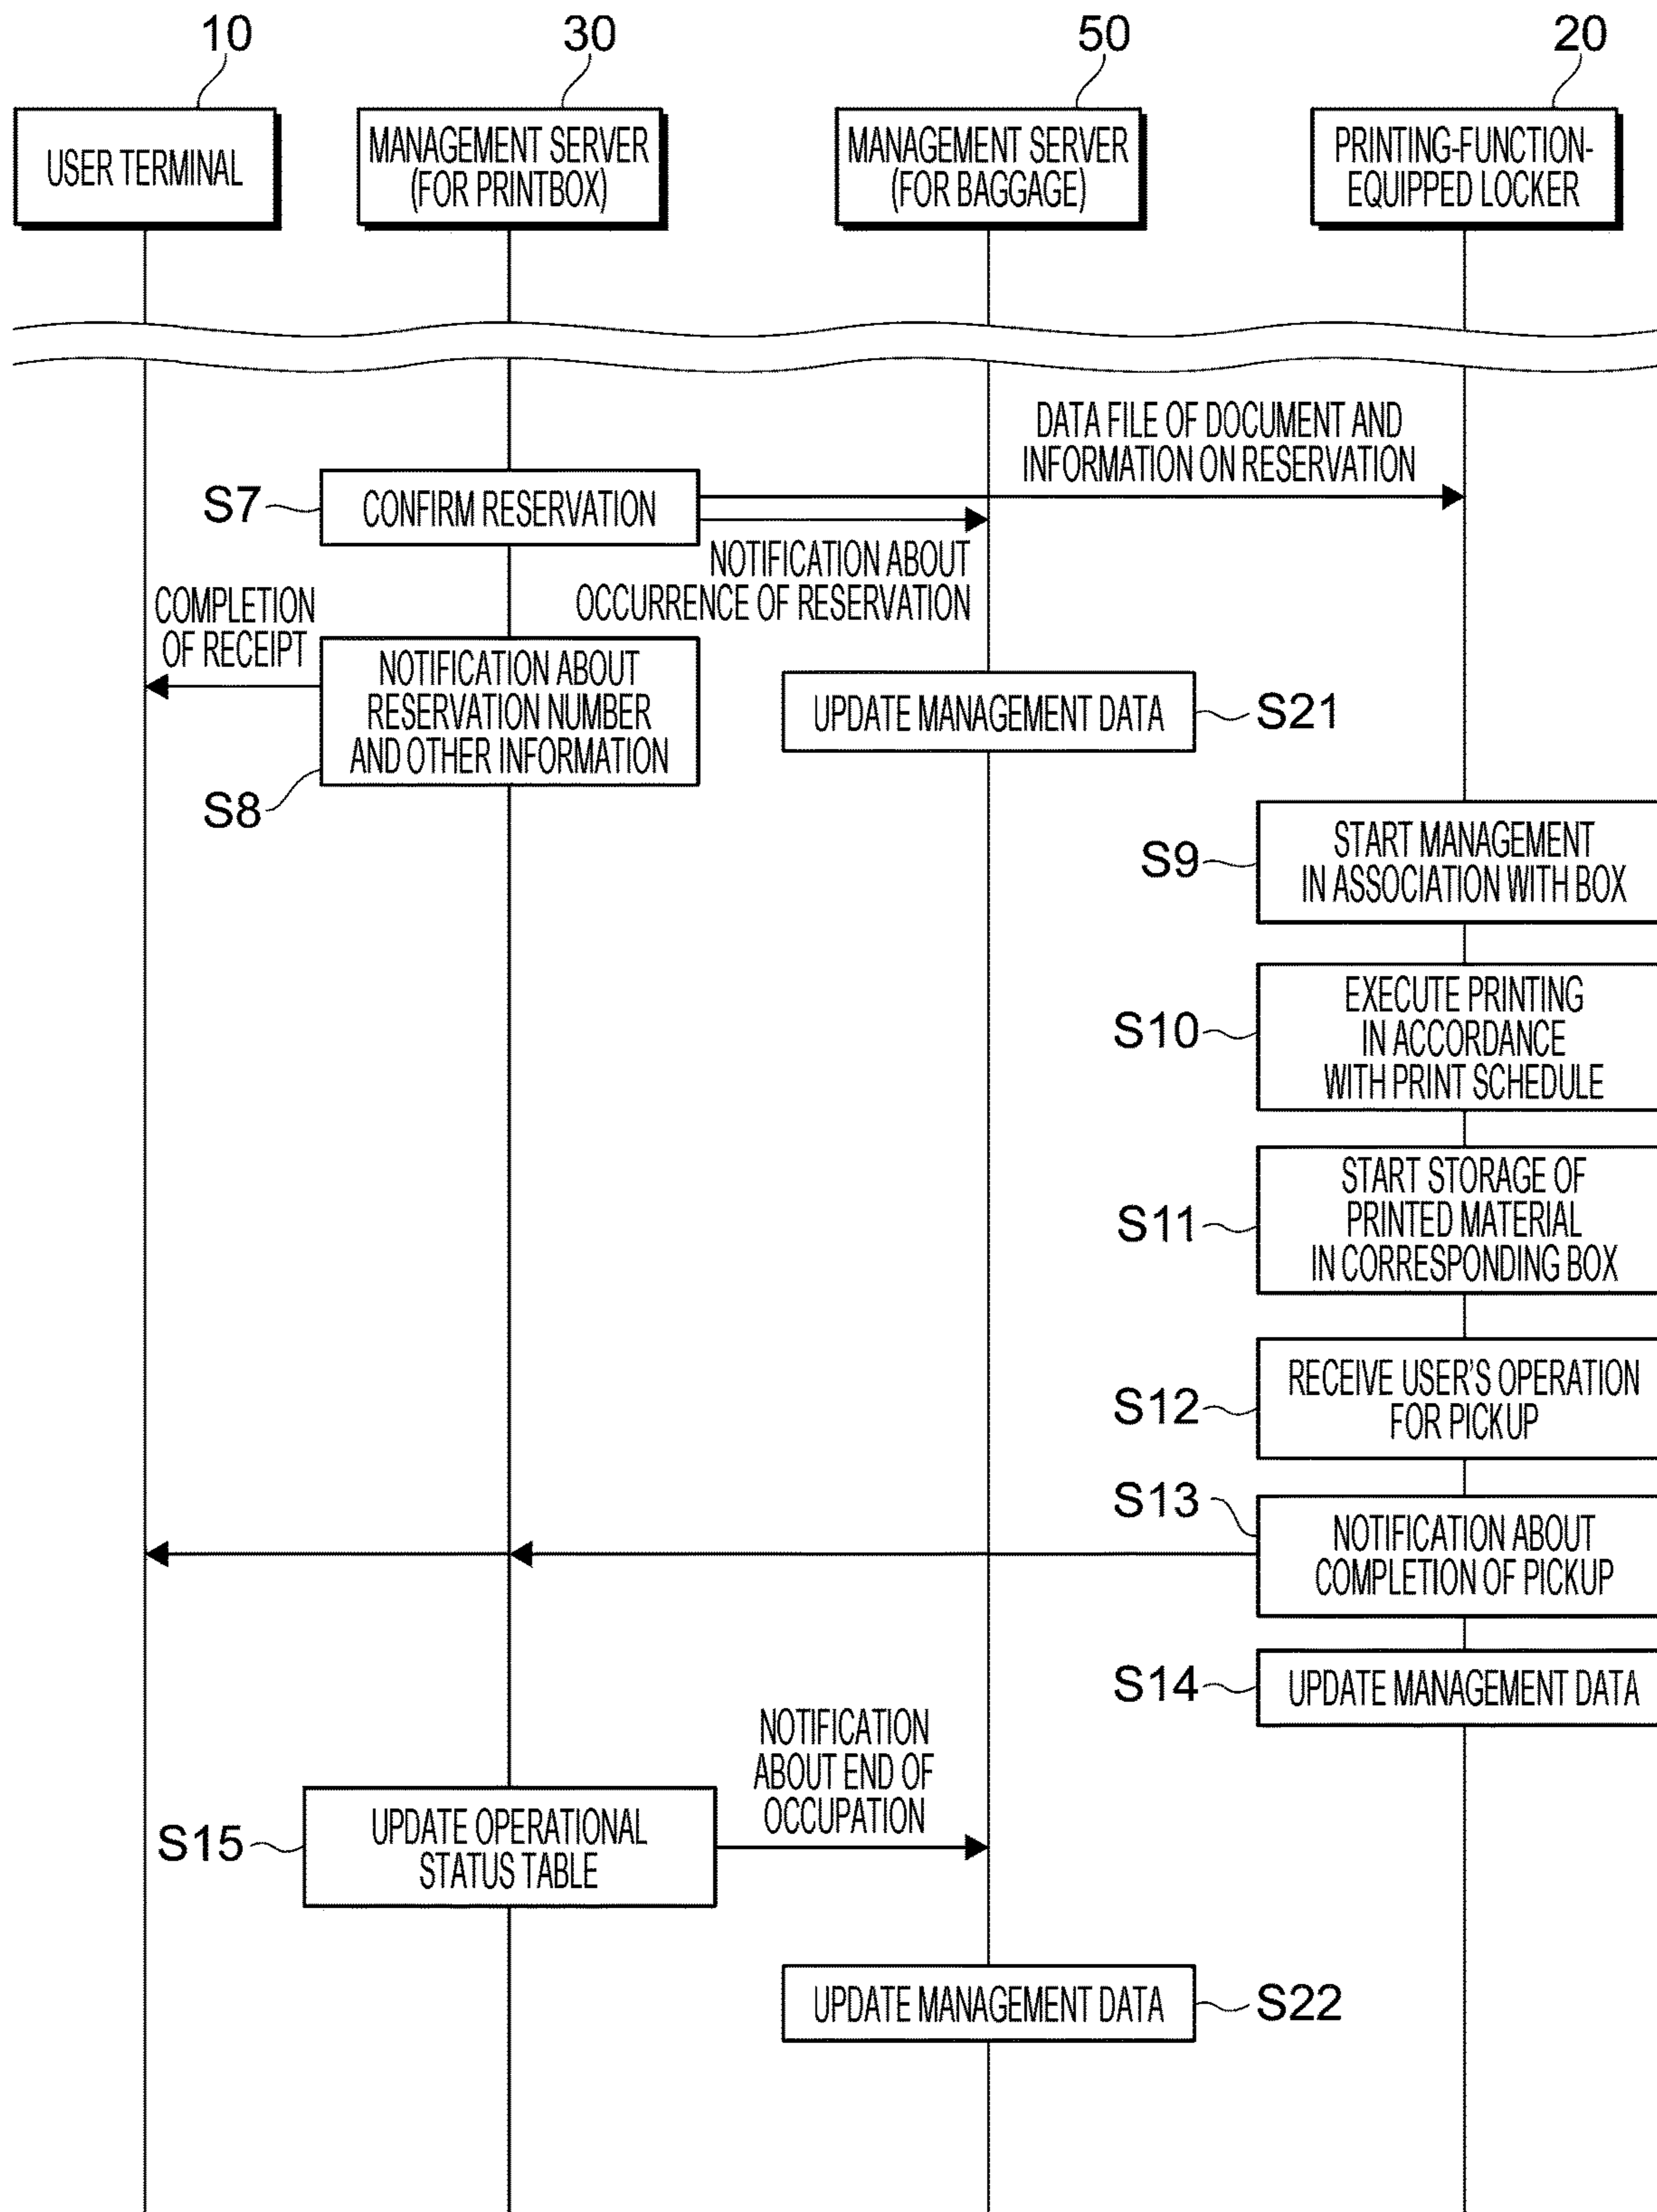 10
30
50
20
USER TERMINAL
MANAGEMENT SERVER
(FOR PRINTBOX)
MANAGEMENT SERVER
(FOR BAGGAGE)
PRINTING-FUNCTION-
EQUIPPED LOCKER
DATA FILE OF DOCUMENT AND
INFORMATION ON RESERVATION
S7
CONFIRM RESERVATION
NOTIFICATION ABOUT
OCCURRENCE OF RESERVATION
COMPLETION
OF RECEIPT
NOTIFICATION ABOUT
RESERVATION NUMBER
AND OTHER INFORMATION
S8
UPDATE MANAGEMENT DATA
S21
S9
START MANAGEMENT
IN ASSOCIATION WITH BOX
S10
EXECUTE PRINTING
IN ACCORDANCE
WITH PRINT SCHEDULE
S11
START STORAGE OF
PRINTED MATERIAL
IN CORRESPONDING BOX
S12
RECEIVE USER'S OPERATION
FOR PICKUP
S13
NOTIFICATION ABOUT
COMPLETION OF PICKUP
S14
UPDATE MANAGEMENT DATA
NOTIFICATION
ABOUT END OF
OCCUPATION
S15
UPDATE OPERATIONAL
STATUS TABLE
UPDATE MANAGEMENT DATA
S22